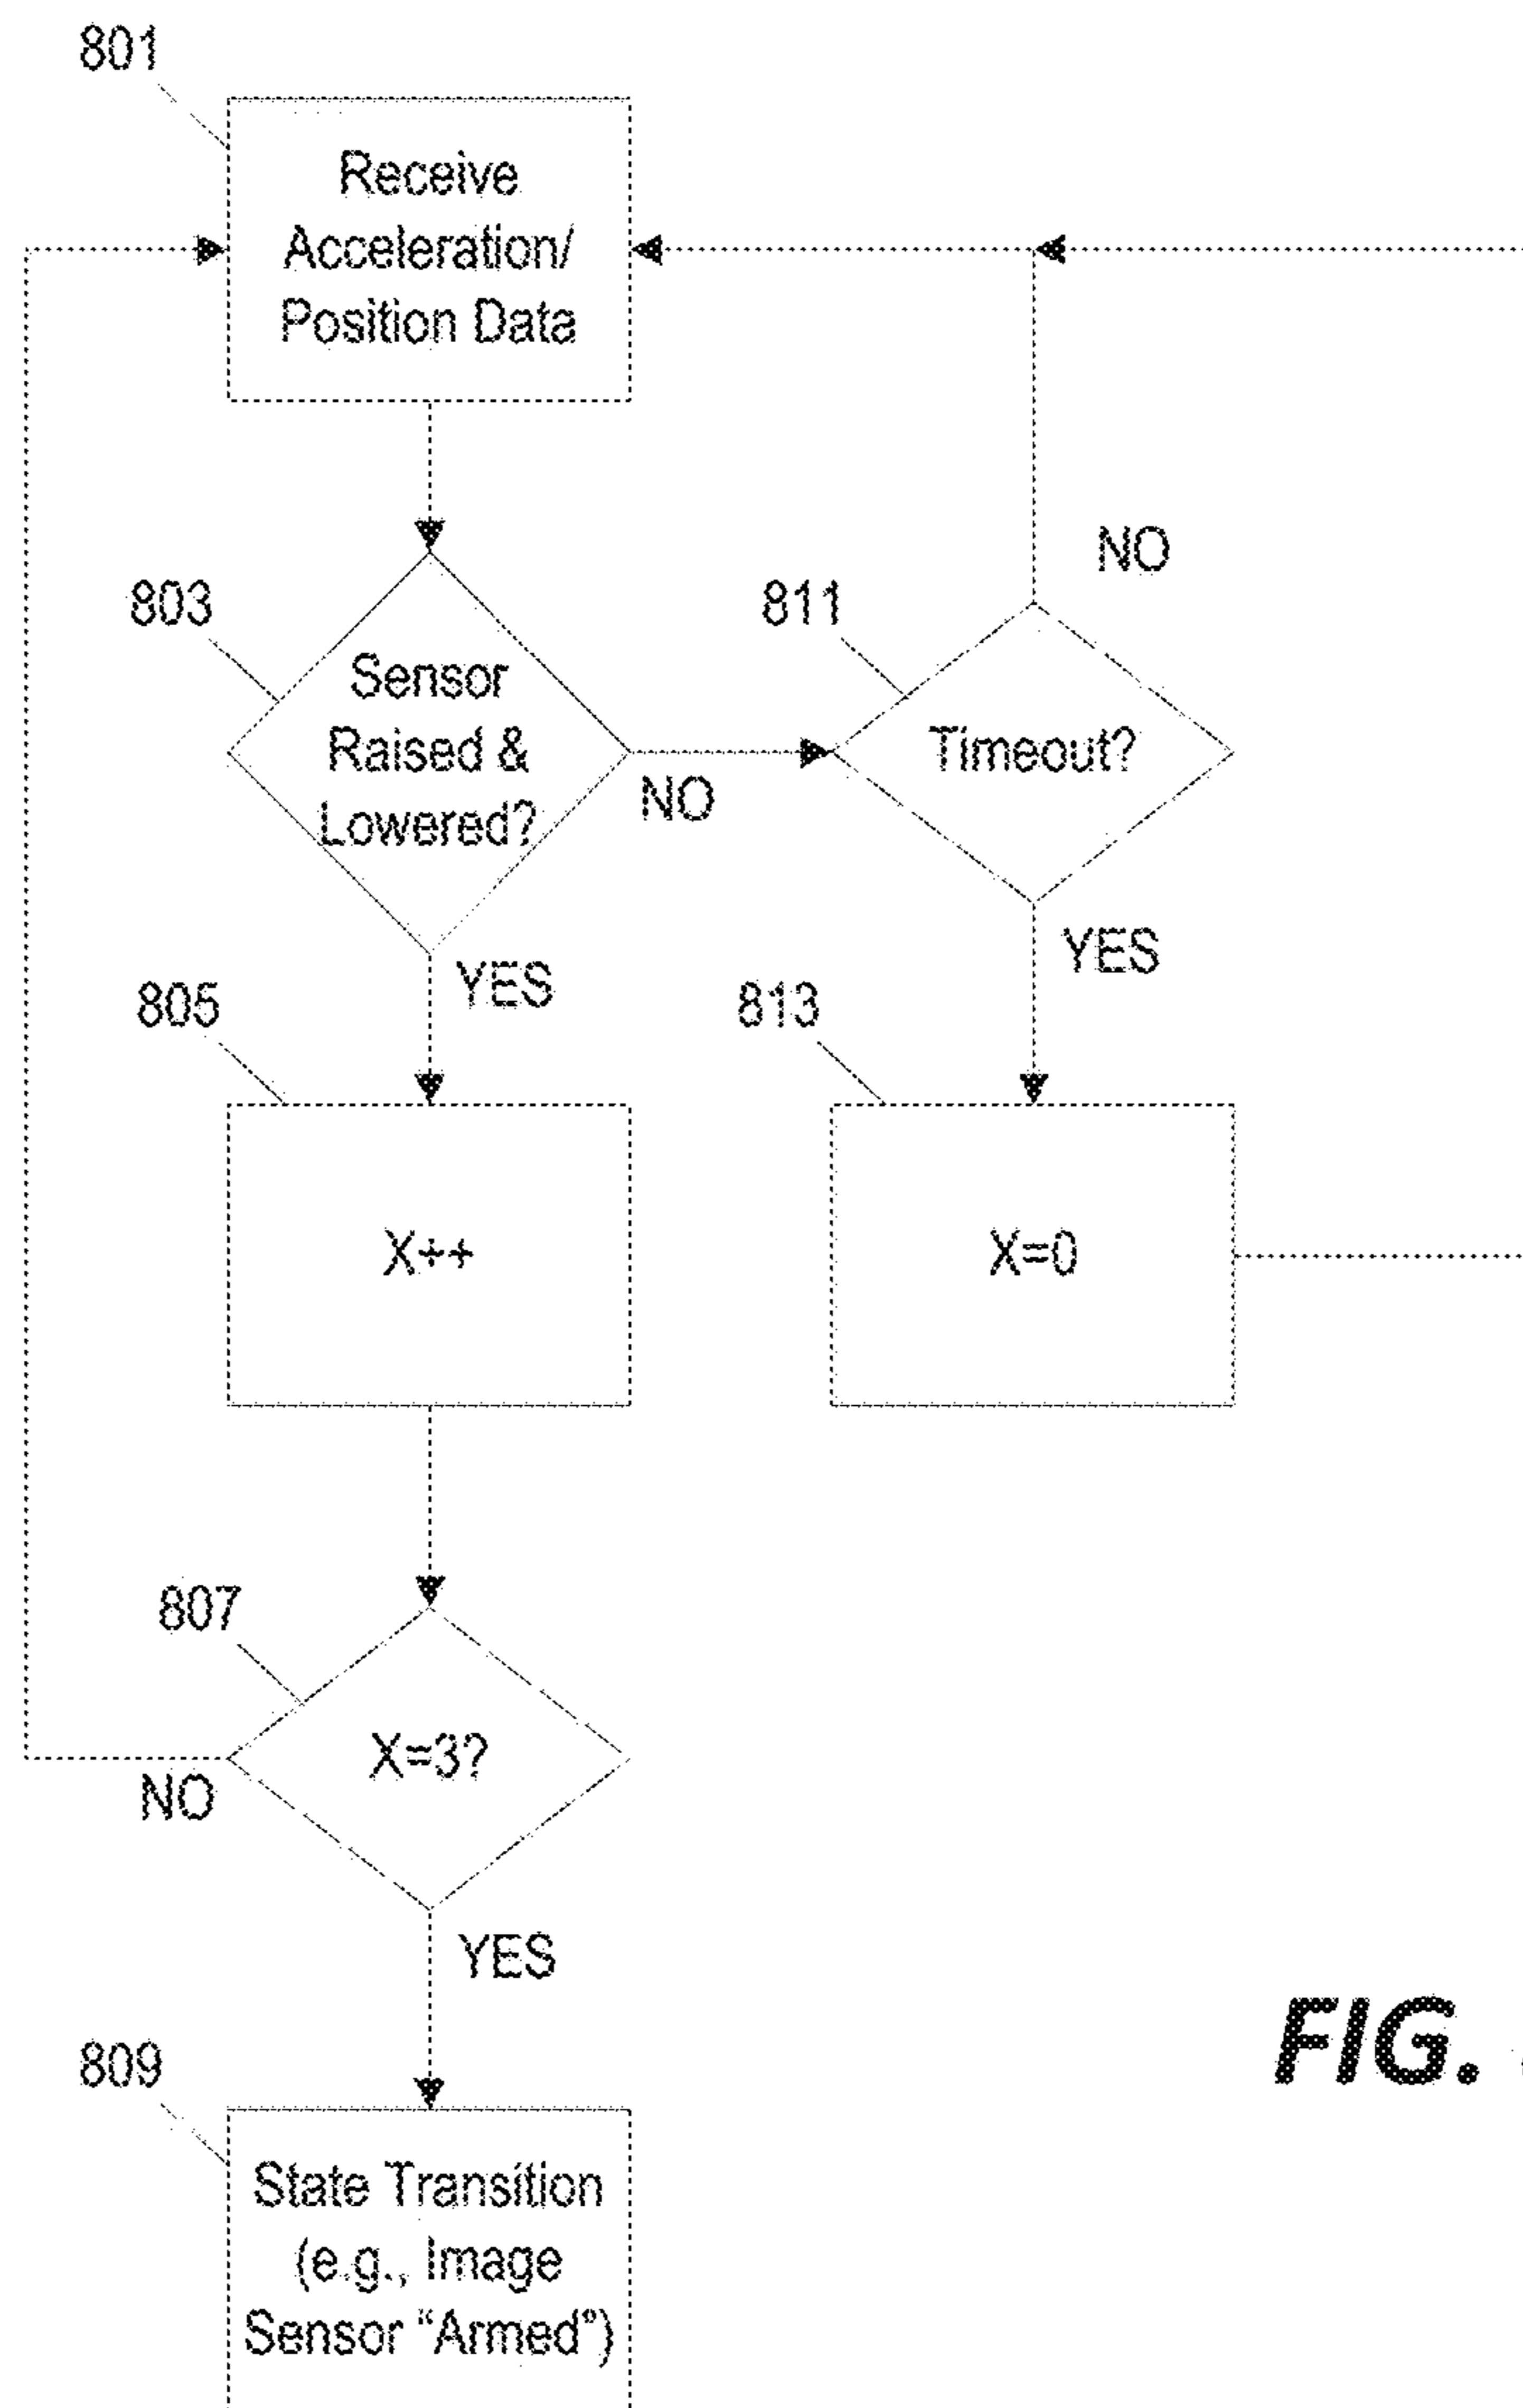 801
Receive
Acceleration/
Position Data
803
Sensor
Raised &
Lowered?
NO
811
Timeout?
NO
YES
805
X++
YES
813
X=0
807
X=3?
NO
YES
809
State Transition
(e.g., Image
Sensor “Armed”)
FIG.